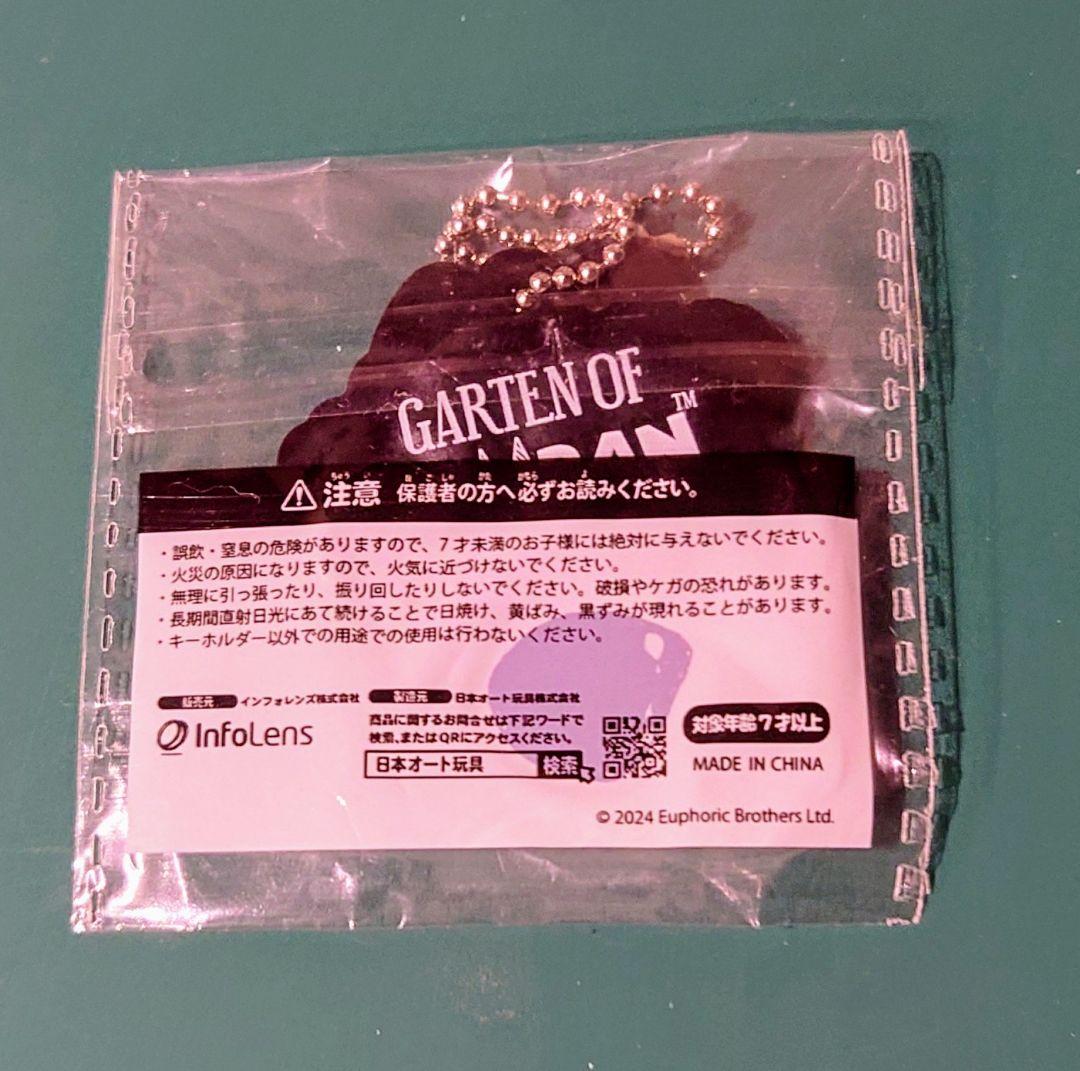 GARTEN OF
BAN™
⚠注意 保護者の方へ必ずお読みください。
・誤飲・窒息の危険がありますので、7才未満のお子様には絶対に与えないでください。
・火災の原因になりますので、火気に近づけないでください。
・無理に引っ張ったり、振り回したりしないでください。破損やケガの恐れがあります。
・長期間直射日光にあて続けることで日焼け、黄ばみ、黒ずみが現れることがあります。
・キーホルダー以外での用途での使用は行わないください。
販売元 インフォレンズ株式会社 製造元 日本オート玩具株式会社
InfoLens
商品に関するお問合せは下記ワードで
検索、またはQRにアクセスください。
日本オート玩具 検索
対象年齢7才以上
MADE IN CHINA
© 2024 Euphoric Brothers Ltd.